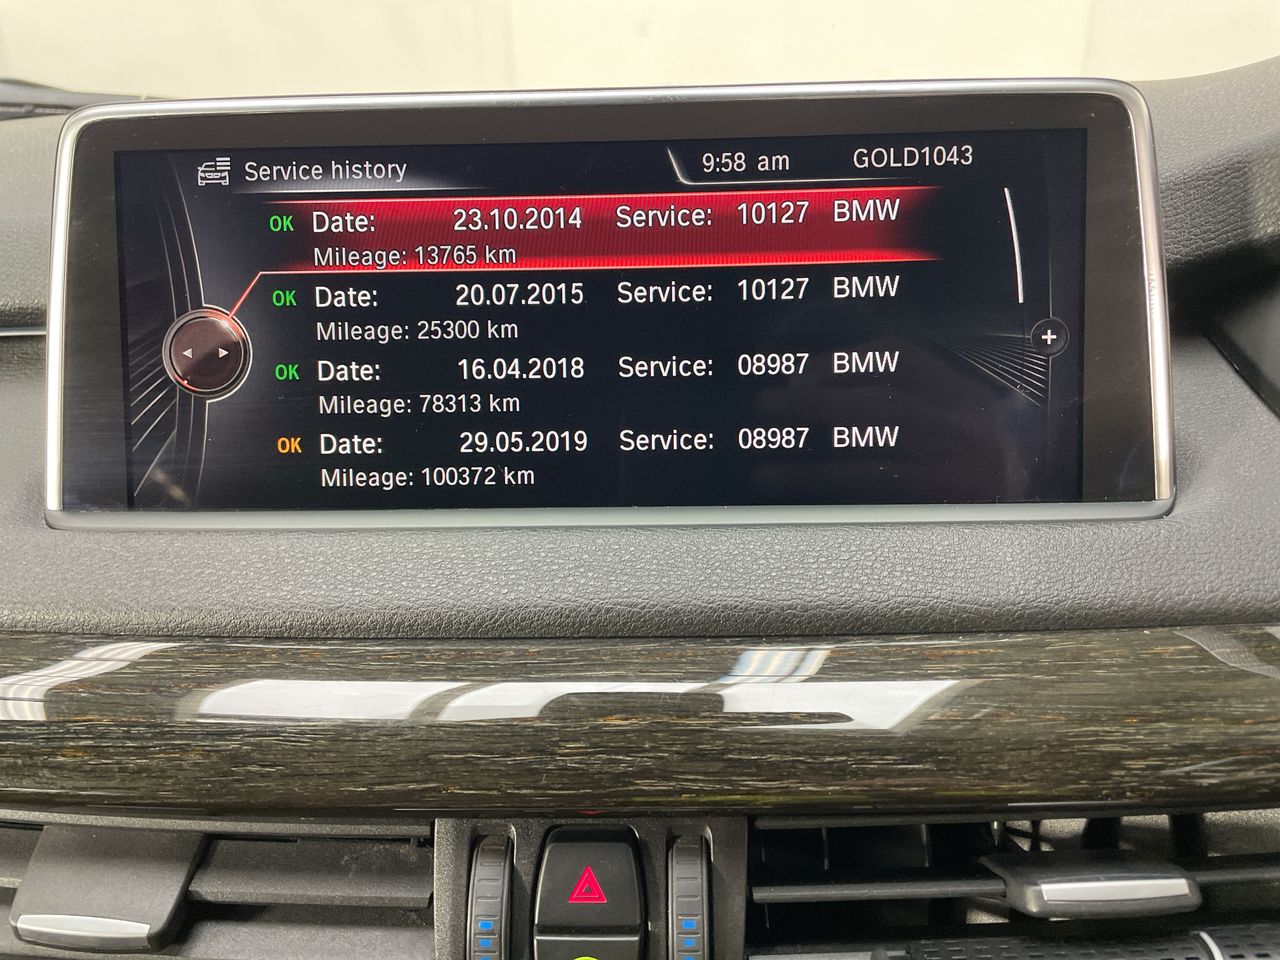 Service history 9:58 am GOLD1043
OK Date: 23.10.2014 Service: 10127 BMW
Mileage: 13765 km
OK Date: 20.07.2015 Service: 10127 BMW
Mileage: 25300 km
OK Date: 16.04.2018 Service: 08987 BMW
Mileage: 78313 km
OK Date: 29.05.2019 Service: 08987 BMW
Mileage: 100372 km